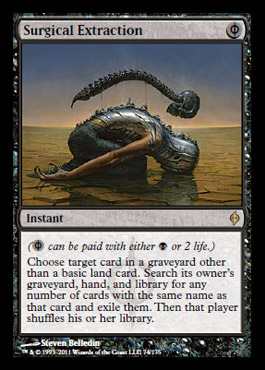 Surgical Extraction
Instant
( can be paid with either or 2 life.)
Choose target card in a graveyard other
than a basic land card. Search its owner's
graveyard, hand, and library for any
number of cards with the same name as
that card and exile them. Then that player
shuffles his or her library.
Steven Belledin
™ & © 1993-2011 Wizards of the Coast LLC 74/175